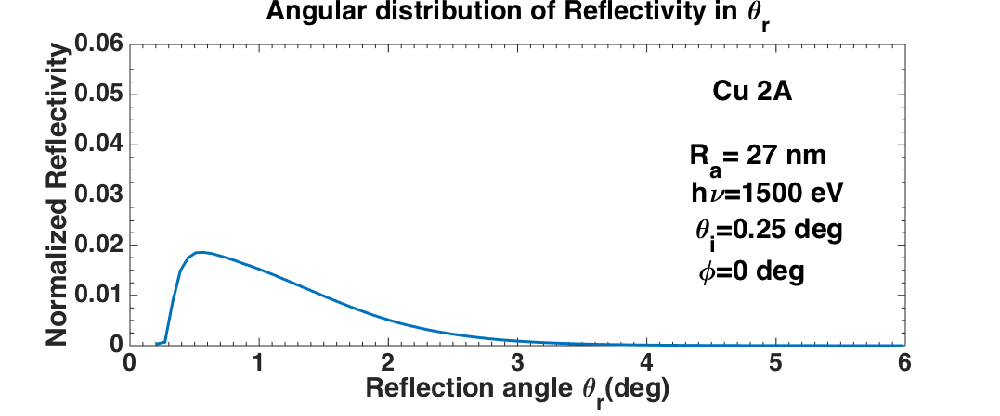 Angular distribution of Reflectivity in θr
Normalized Reflectivity
0.06
0.05
0.04
0.03
0.02
0.01
0
Cu 2A
Ra= 27 nm
hν=1500 eV
θi=0.25 deg
ϕ=0 deg
0 1 2 3 4 5 6
Reflection angle θr(deg)